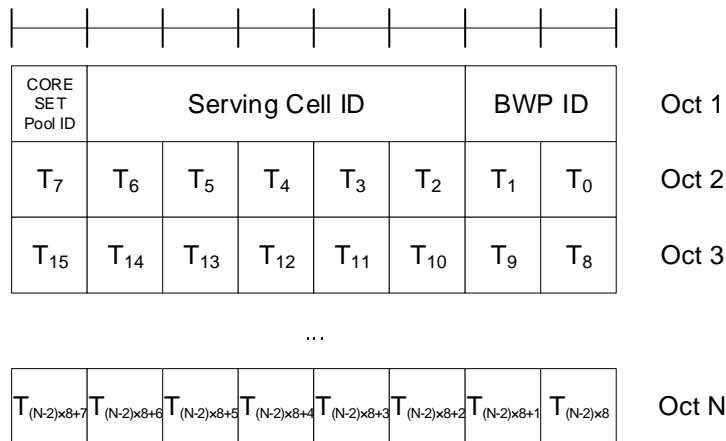 CORE
SET
Pool ID
Serving Cell ID
BWP ID
Oct 1
T7 T6 T5 T4 T3 T2 T1 T0 Oct 2
T15 T14 T13 T12 T11 T10 T9 T8 Oct 3
...
T(N-2)×8+7 T(N-2)×8+6 T(N-2)×8+5 T(N-2)×8+4 T(N-2)×8+3 T(N-2)×8+2 T(N-2)×8+1 T(N-2)×8 Oct N